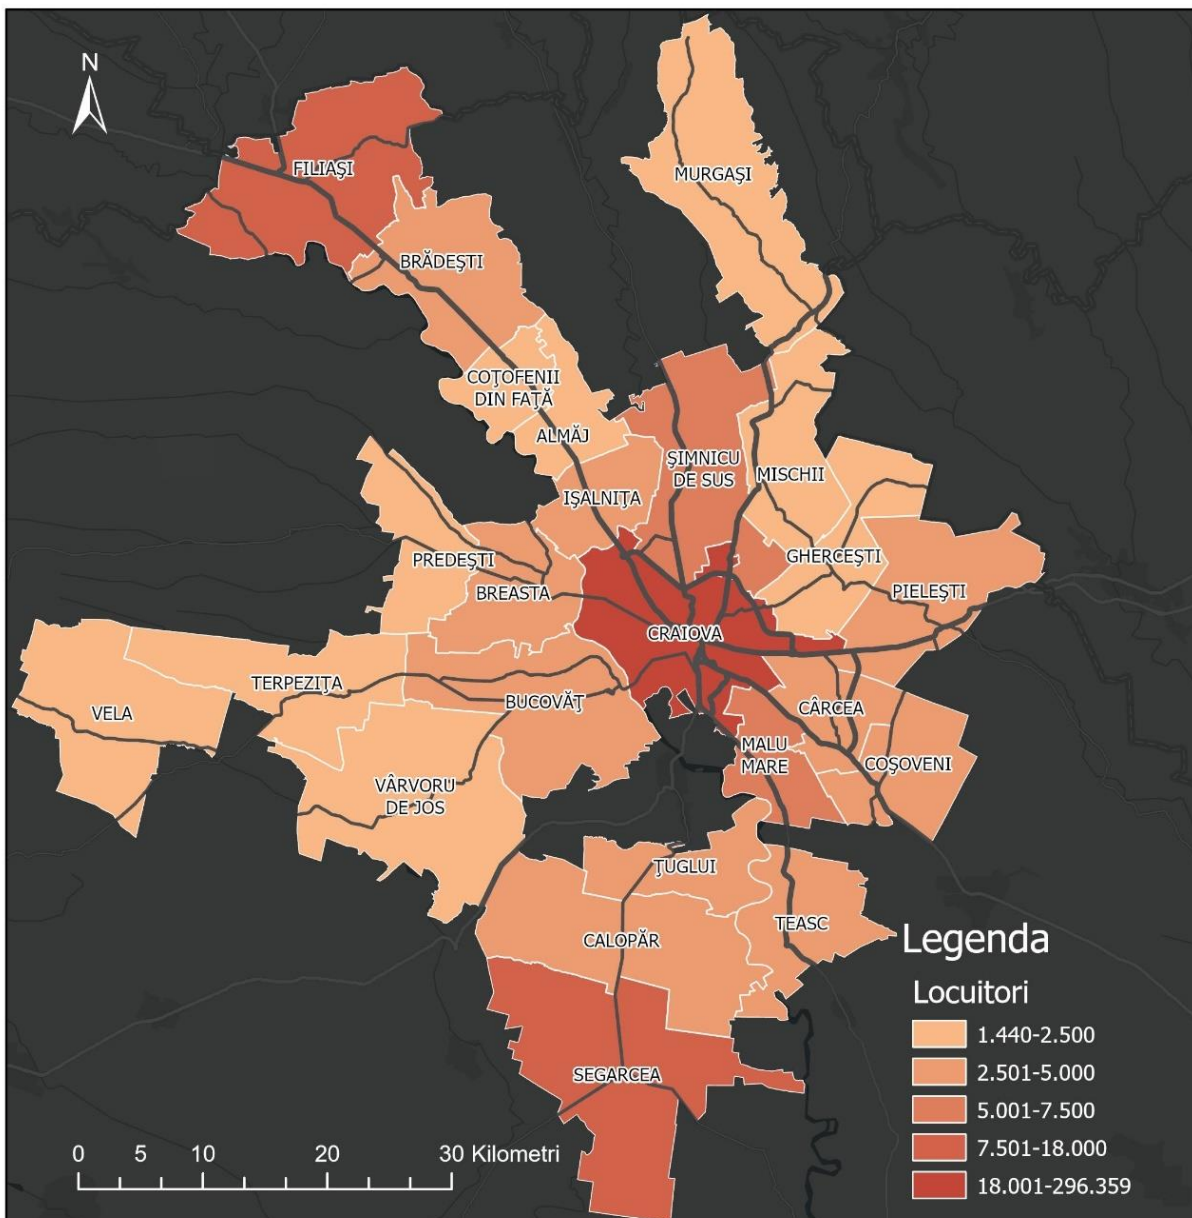 N
FILIAŞI
MURGAŞI
BRĂDEŞTI
COŢOFENII
DIN FAŢĂ
ALMĂJ
ŞIMNICU
DE SUS
IŞALNIŢA
MISCHII
GHERCEŞTI
PREDEŞTI
BREASTA
PIELEŞTI
CRAIOVA
TERPEZIŢA
VELA
BUCOVĂŢ
CÂRCEA
MALU
MARE
COŞOVENI
VÂRVORU
DE JOS
ŢUGLUI
TEASC
CALOPĂR
SEGARCEA
Legenda
Locuitori
1.440-2.500
2.501-5.000
5.001-7.500
7.501-18.000
18.001-296.359
0 5 10 20 30 Kilometri